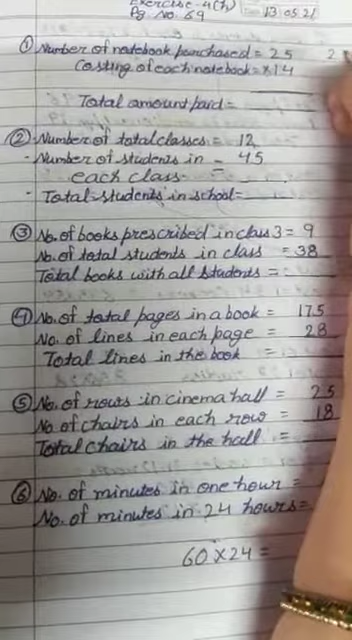 Exercise-4(h)
Pg No. 69
13.05.21
① Number of notebook purchased = 25
Costing of each notebook = × 14
Total amount paid =
② Number of total classes = 12
- Number of students in = 45
each class
- Total students in school =
③ No. of books prescribed in class 3 = 9
No. of total students in class = 38
Total books with all students =
④ No. of total pages in a book = 175
No. of lines in each page = 28
Total lines in the book =
⑤ No. of rows in cinema hall = 25
No. of chairs in each row = 18
Total chairs in the hall =
⑥ No. of minutes in one hour =
No. of minutes in 24 hours =
60 × 24 =